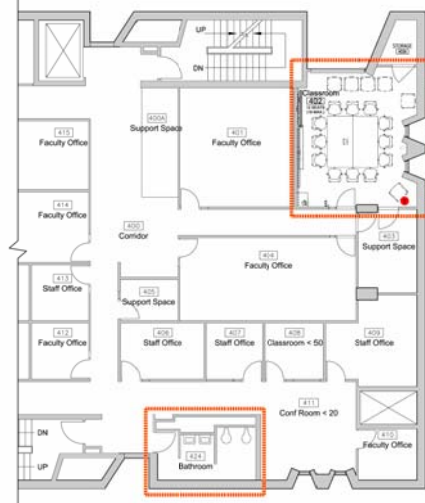 UP
DN
STORAGE
Classroom
402
400A
Support Space
401
Faculty Office
415
Faculty Office
414
Faculty Office
400
Corridor
403
Support Space
404
Faculty Office
413
Staff Office
405
Support Space
412
Faculty Office
406
Staff Office
407
Staff Office
408
Classroom < 50
409
Staff Office
411
Conf Room < 20
DN
UP
424
Bathroom
410
Faculty Office